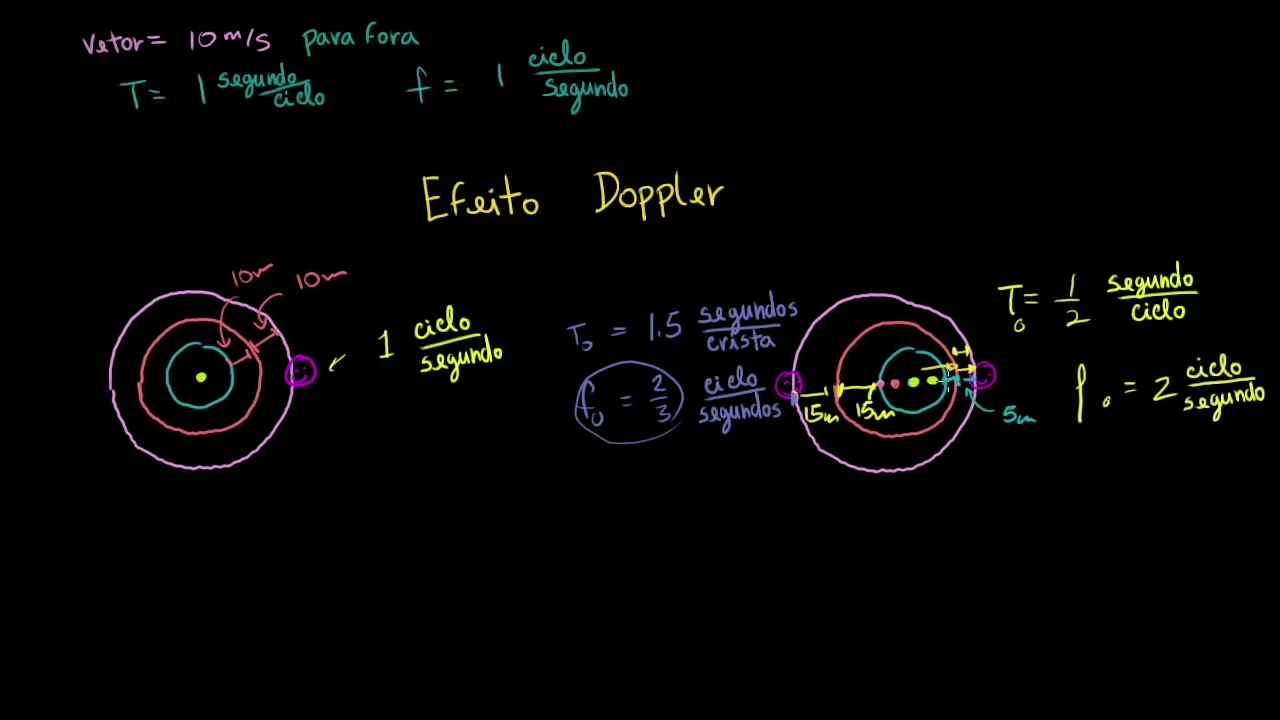 vetor = 10 m/s para fora
T = 1 segundo/ciclo f = 1 ciclo/segundo
Efeito Doppler
10m 10m
1 ciclo/segundo
T₀ = 1.5 segundos/crista
f₀ = 2/3 ciclo/segundos
15m 15m
5m
T₀ = 1/2 segundo/ciclo
f₀ = 2 ciclo/segundo